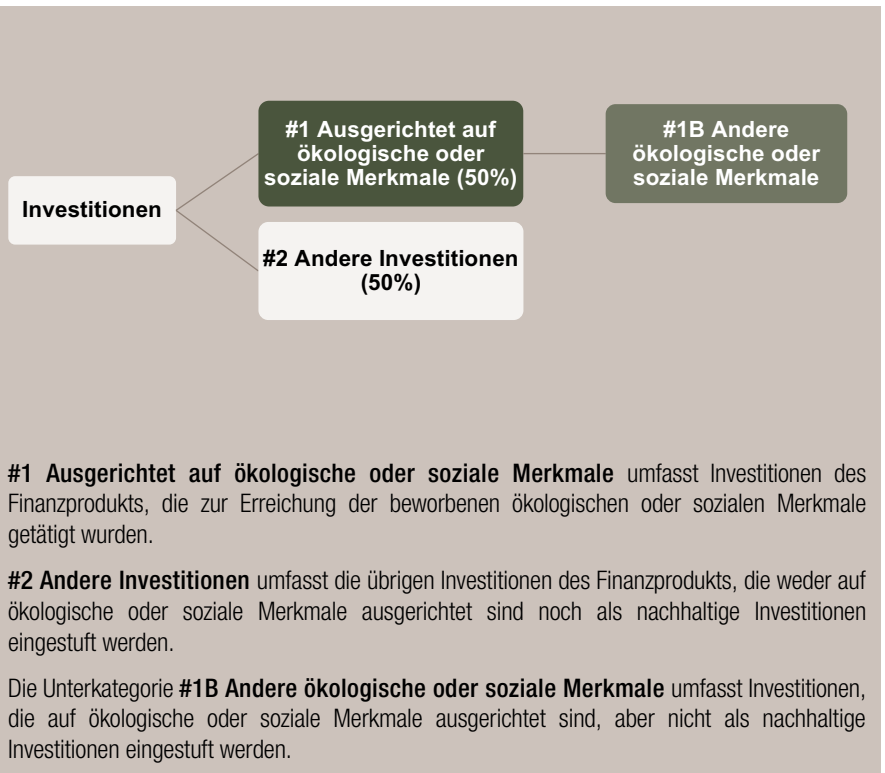 #1 Ausgerichtet auf
ökologische oder
soziale Merkmale (50%)
#1B Andere
ökologische oder
soziale Merkmale
Investitionen
#2 Andere Investitionen
(50%)
#1 Ausgerichtet auf ökologische oder soziale Merkmale umfasst Investitionen des
Finanzprodukts, die zur Erreichung der beworbenen ökologischen oder sozialen Merkmale
getätigt wurden.
#2 Andere Investitionen umfasst die übrigen Investitionen des Finanzprodukts, die weder auf
ökologische oder soziale Merkmale ausgerichtet sind noch als nachhaltige Investitionen
eingestuft werden.
Die Unterkategorie #1B Andere ökologische oder soziale Merkmale umfasst Investitionen,
die auf ökologische oder soziale Merkmale ausgerichtet sind, aber nicht als nachhaltige
Investitionen eingestuft werden.